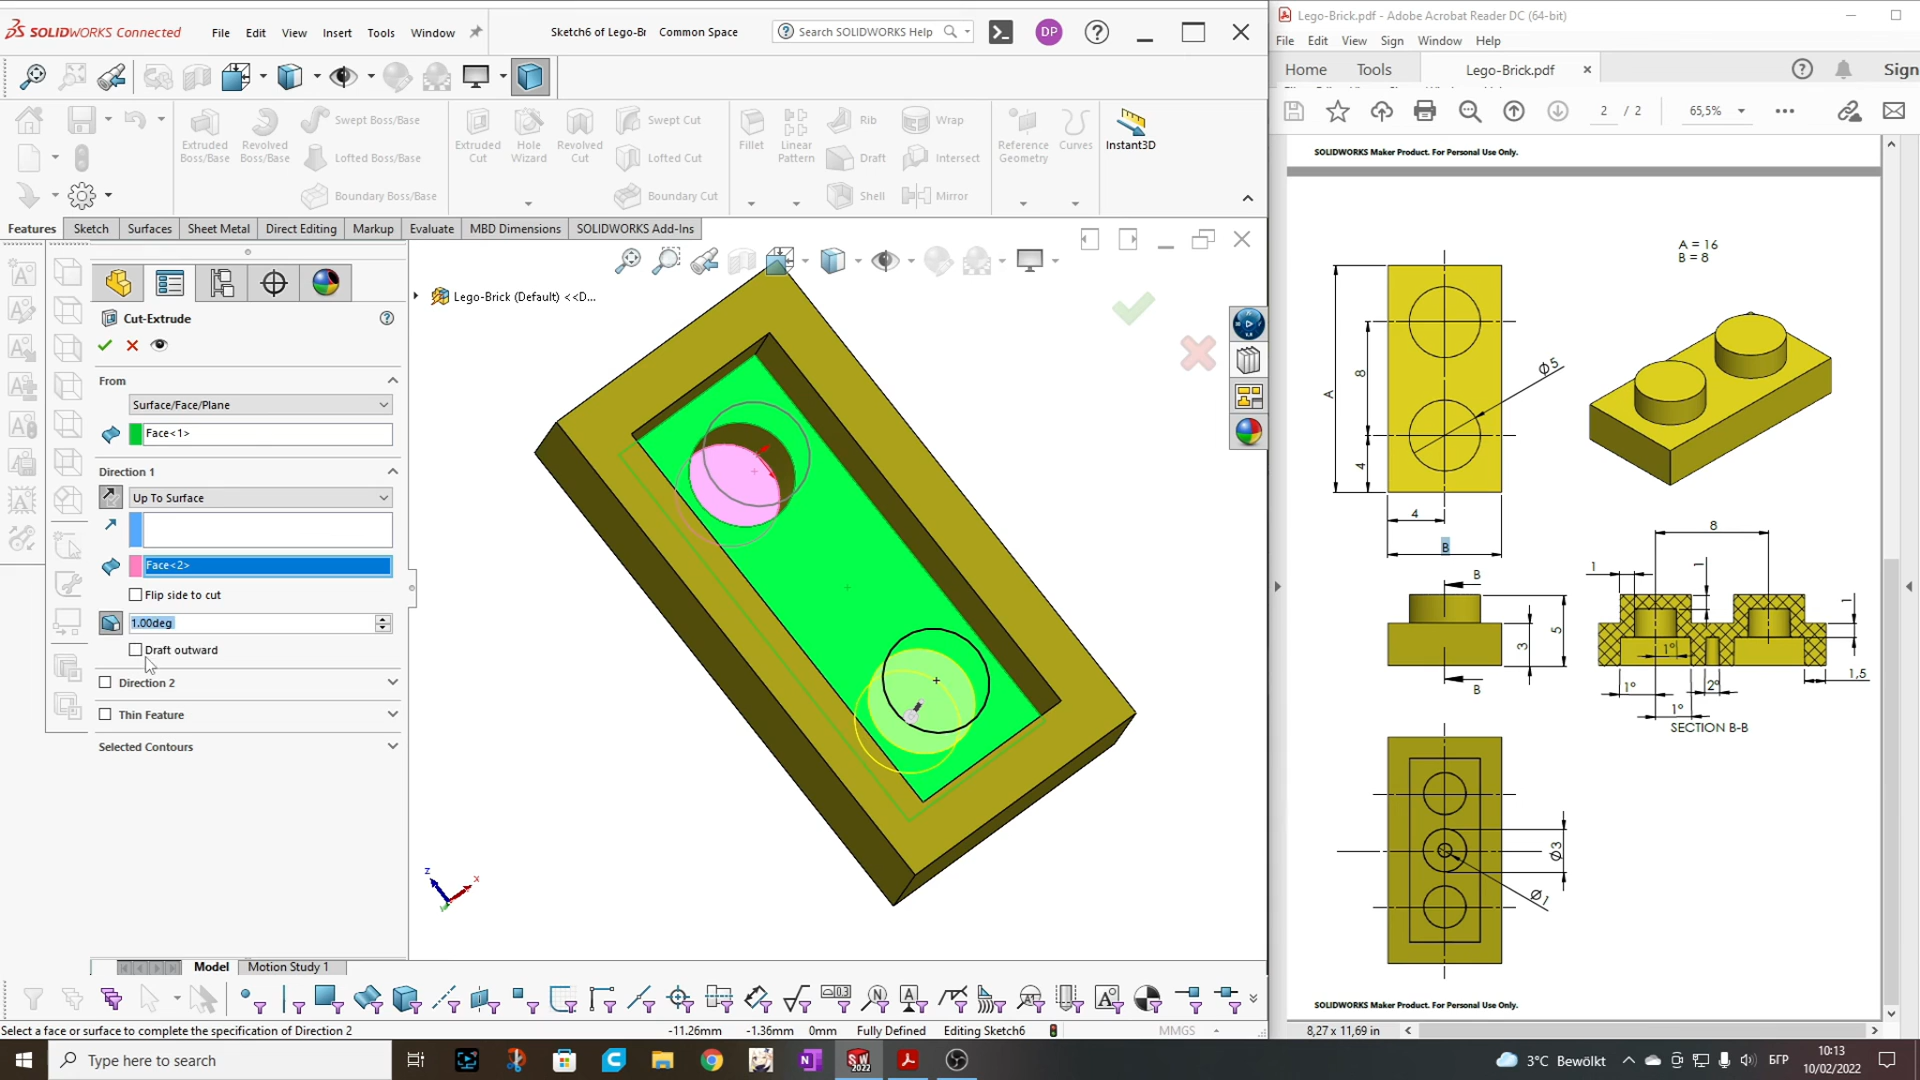 SOLIDWORKS Connected
File Edit View Insert Tools Window
Sketch6 of Lego-Br Common Space
Search SOLIDWORKS Help
DP
Extruded Boss/Base
Revolved Boss/Base
Swept Boss/Base
Lofted Boss/Base
Boundary Boss/Base
Extruded Cut
Hole Wizard
Revolved Cut
Swept Cut
Lofted Cut
Boundary Cut
Fillet
Linear Pattern
Rib
Draft
Shell
Wrap
Intersect
Mirror
Reference Geometry
Curves
Instant3D
Features Sketch Surfaces Sheet Metal Direct Editing Markup Evaluate MBD Dimensions SOLIDWORKS Add-Ins
Lego-Brick (Default) <<D...
Cut-Extrude
From
Surface/Face/Plane
Face<1>
Direction 1
Up To Surface
Face<2>
Flip side to cut
1.00deg
Draft outward
Direction 2
Thin Feature
Selected Contours
z
x
Model Motion Study 1
Select a face or surface to complete the specification of Direction 2
-11.26mm -1.36mm 0mm Fully Defined Editing Sketch6
MMGS
Lego-Brick.pdf - Adobe Acrobat Reader DC (64-bit)
File Edit View Sign Window Help
Home Tools Lego-Brick.pdf
Sign
2 / 2
65,5%
SOLIDWORKS Maker Product. For Personal Use Only.
A = 16
B = 8
A
8
4
Ø5
4
B
B
B
3
5
8
1
1
1
1°
1°
2°
1°
1,5
SECTION B-B
Ø3
Ø1
SOLIDWORKS Maker Product. For Personal Use Only.
8,27 x 11,69 in
Type here to search
3°C Bewölkt
БГР
10:13
10/02/2022